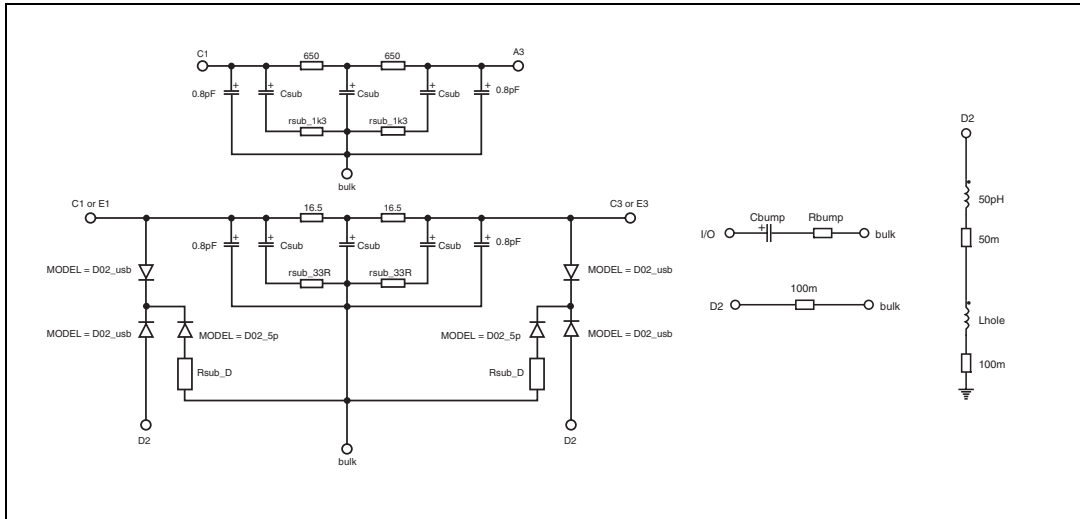 C1
650
650
A3
0.8pF
+
+
Csub
+
Csub
+
Csub
+
0.8pF
rsub_1k3
rsub_1k3
bulk
C1 or E1
16.5
16.5
C3 or E3
0.8pF
+
+
Csub
+
Csub
+
Csub
+
0.8pF
rsub_33R
rsub_33R
MODEL = D02_usb
MODEL = D02_usb
MODEL = D02_usb
MODEL = D02_5p
MODEL = D02_5p
MODEL = D02_usb
Rsub_D
Rsub_D
D2
bulk
D2
Cbump
Rbump
I/O
+
bulk
100m
D2
bulk
D2
50pH
50m
Lhole
100m